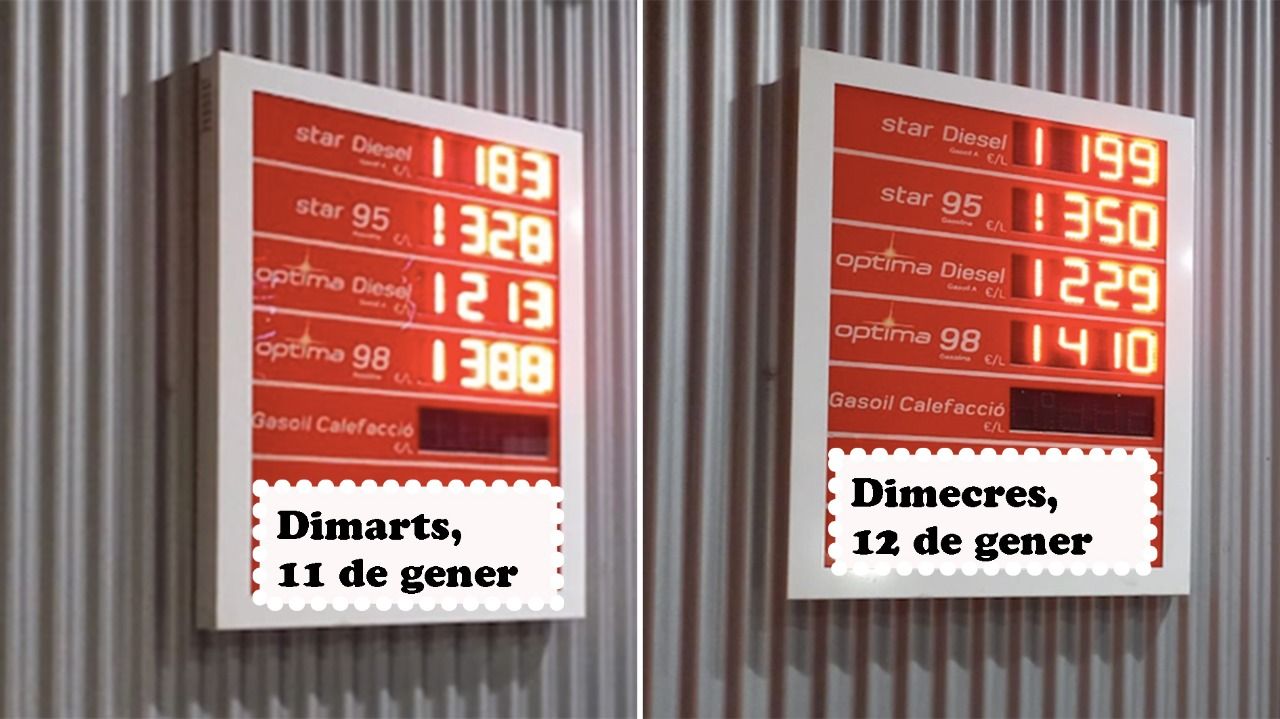 star Diesel
Gasoil A €/L
1 183
star 95
Gasolina €/L
1 328
optima Diesel
Gasoil A €/L
1 213
optima 98
Gasolina €/L
1 388
Gasoil Calefacció
€/L
Dimarts,
11 de gener
star Diesel
Gasoil A €/L
1 199
star 95
Gasolina €/L
1 350
optima Diesel
Gasoil A €/L
1 229
optima 98
Gasolina €/L
1 410
Gasoil Calefacció
€/L
Dimecres,
12 de gener